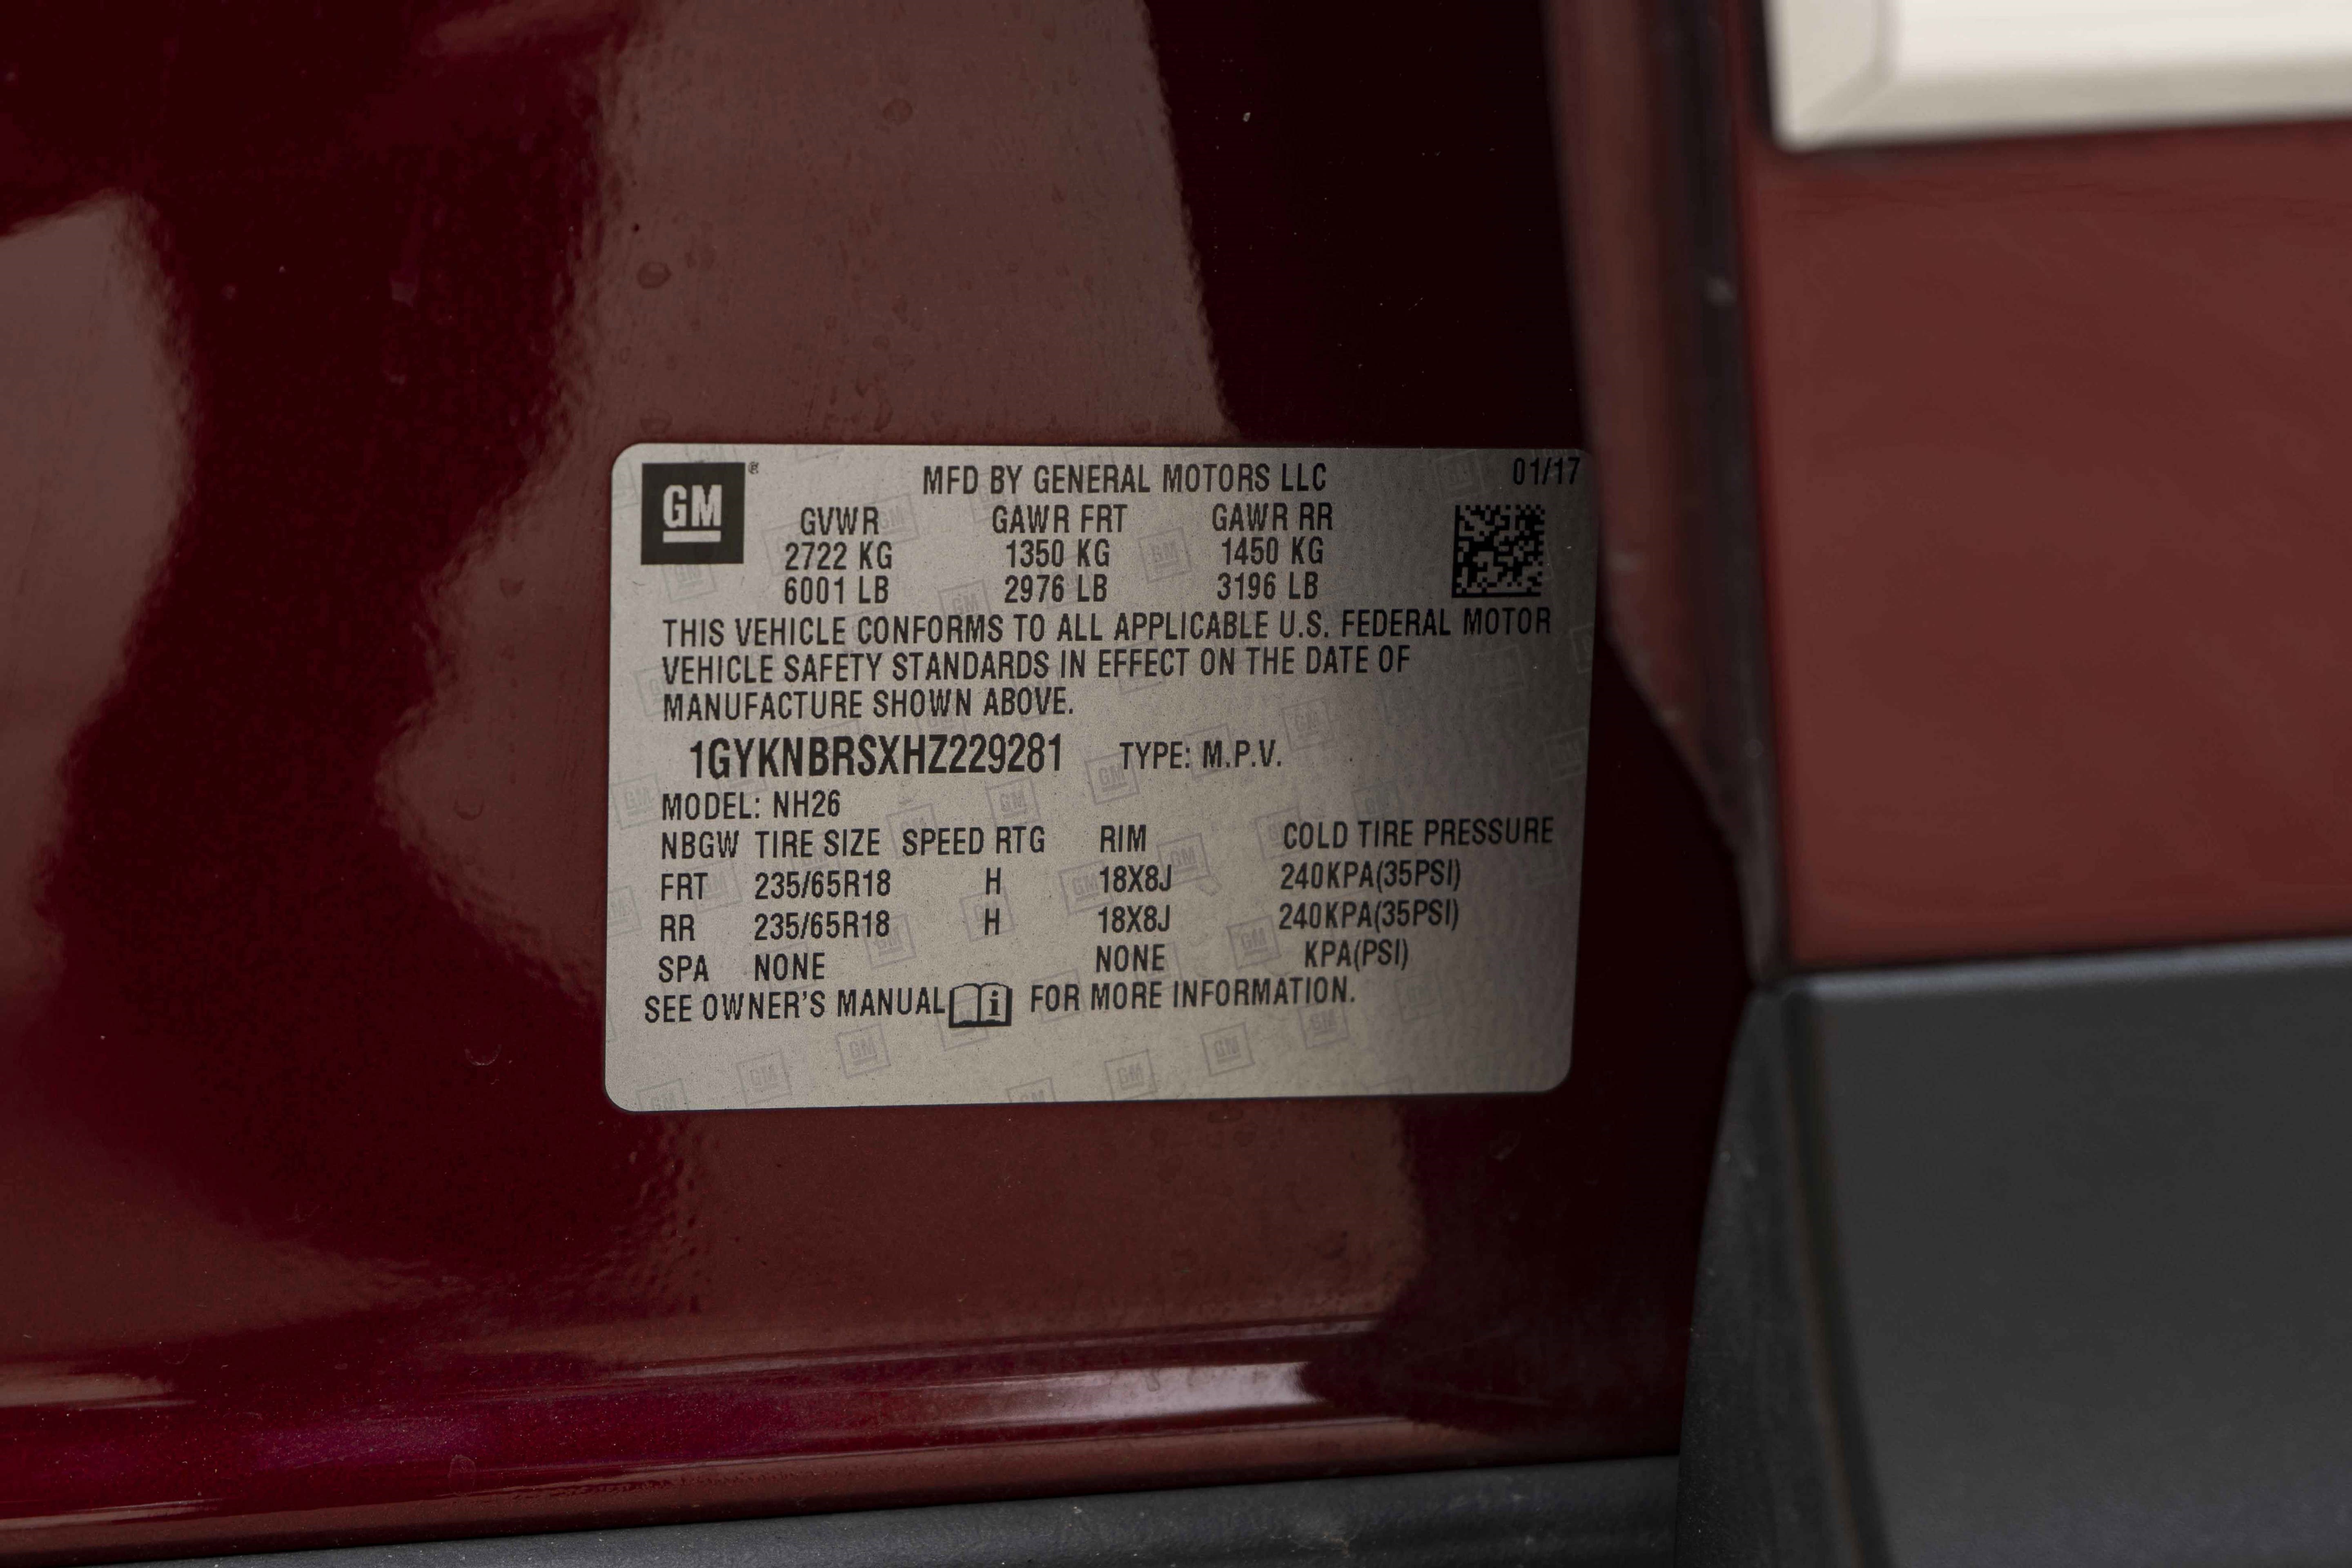 GM ® MFD BY GENERAL MOTORS LLC 01/17
GVWR GAWR FRT GAWR RR
2722 KG 1350 KG 1450 KG
6001 LB 2976 LB 3196 LB
THIS VEHICLE CONFORMS TO ALL APPLICABLE U.S. FEDERAL MOTOR
VEHICLE SAFETY STANDARDS IN EFFECT ON THE DATE OF
MANUFACTURE SHOWN ABOVE.
1GYKNBRSXHZ229281 TYPE: M.P.V.
MODEL: NH26
NBGW TIRE SIZE SPEED RTG RIM COLD TIRE PRESSURE
FRT 235/65R18 H 18X8J 240KPA(35PSI)
RR 235/65R18 H 18X8J 240KPA(35PSI)
SPA NONE NONE KPA(PSI)
SEE OWNER'S MANUAL i FOR MORE INFORMATION.